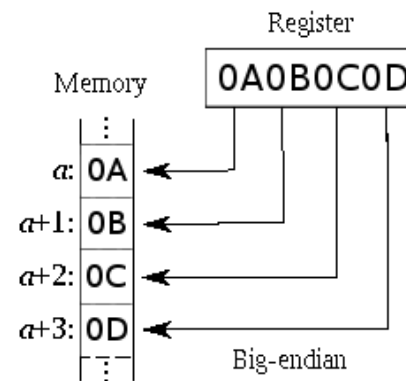 Register
0A0B0C0D
Memory
⋮
a: 0A
a+1: 0B
a+2: 0C
a+3: 0D
⋮
Big-endian